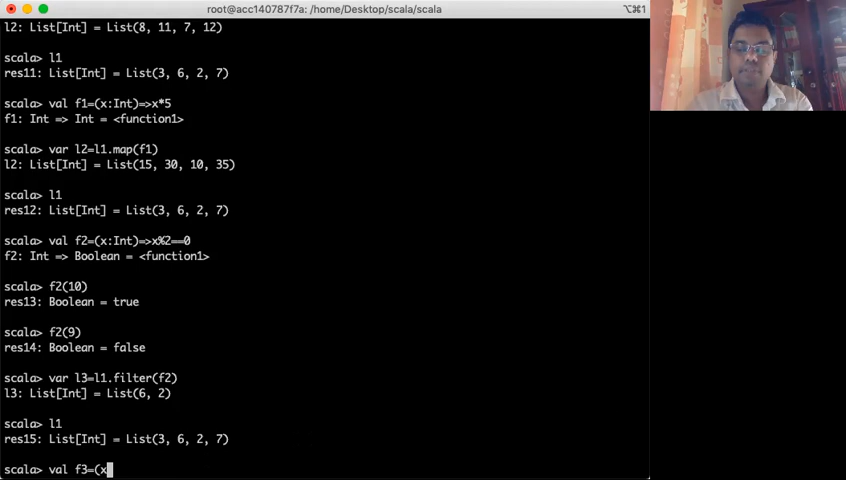 root@acc140787f7a: /home/Desktop/scala/scala
⌥⌘1
l2: List[Int] = List(8, 11, 7, 12)
scala> l1
res11: List[Int] = List(3, 6, 2, 7)
scala> val f1=(x:Int)=>x*5
f1: Int => Int = <function1>
scala> var l2=l1.map(f1)
l2: List[Int] = List(15, 30, 10, 35)
scala> l1
res12: List[Int] = List(3, 6, 2, 7)
scala> val f2=(x:Int)=>x%2==0
f2: Int => Boolean = <function1>
scala> f2(10)
res13: Boolean = true
scala> f2(9)
res14: Boolean = false
scala> var l3=l1.filter(f2)
l3: List[Int] = List(6, 2)
scala> l1
res15: List[Int] = List(3, 6, 2, 7)
scala> val f3=(x